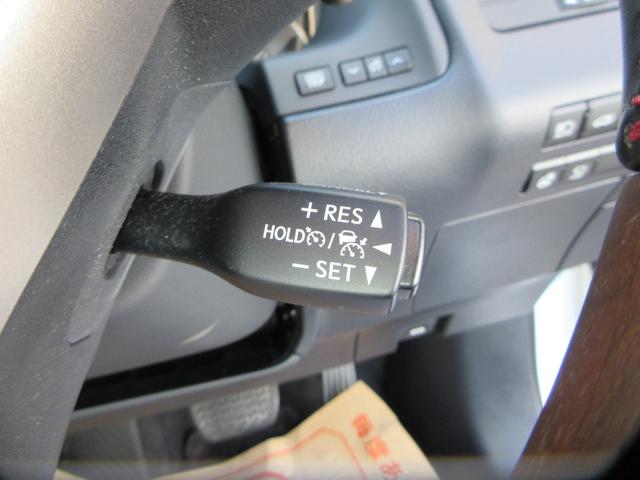 + RES ▲
HOLD / ◀
− SET ▼